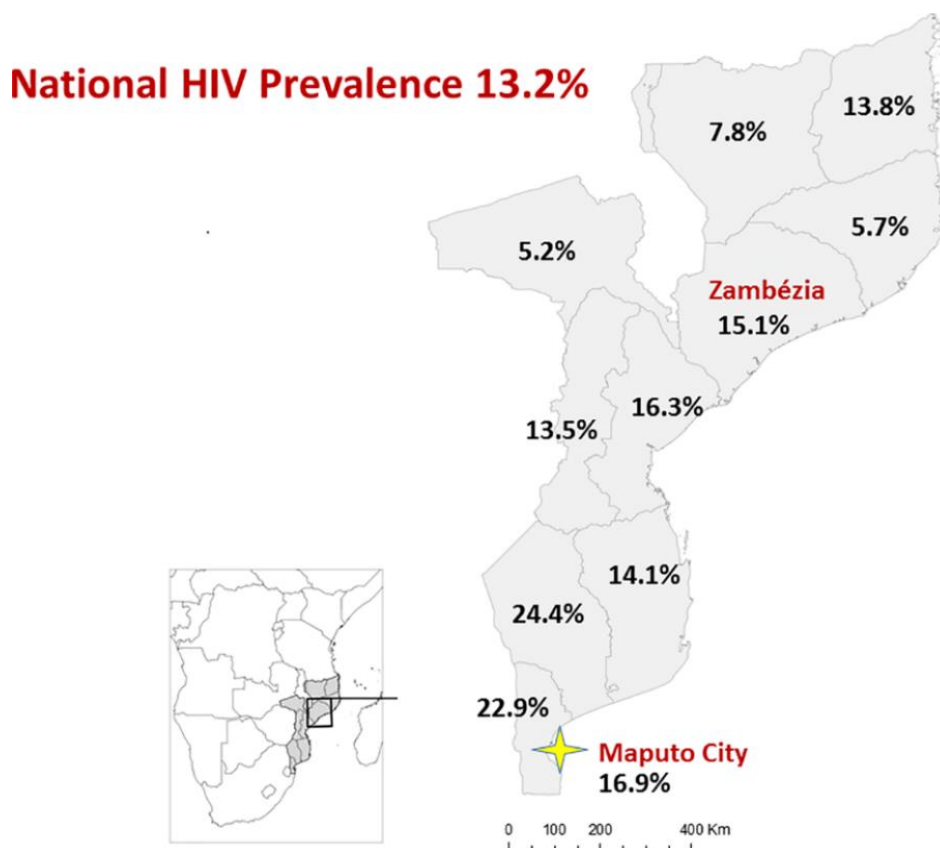 National HIV Prevalence 13.2%
13.8%
7.8%
5.7%
5.2%
Zambézia
15.1%
16.3%
13.5%
14.1%
24.4%
22.9%
Maputo City
16.9%
0 100 200 400 Km